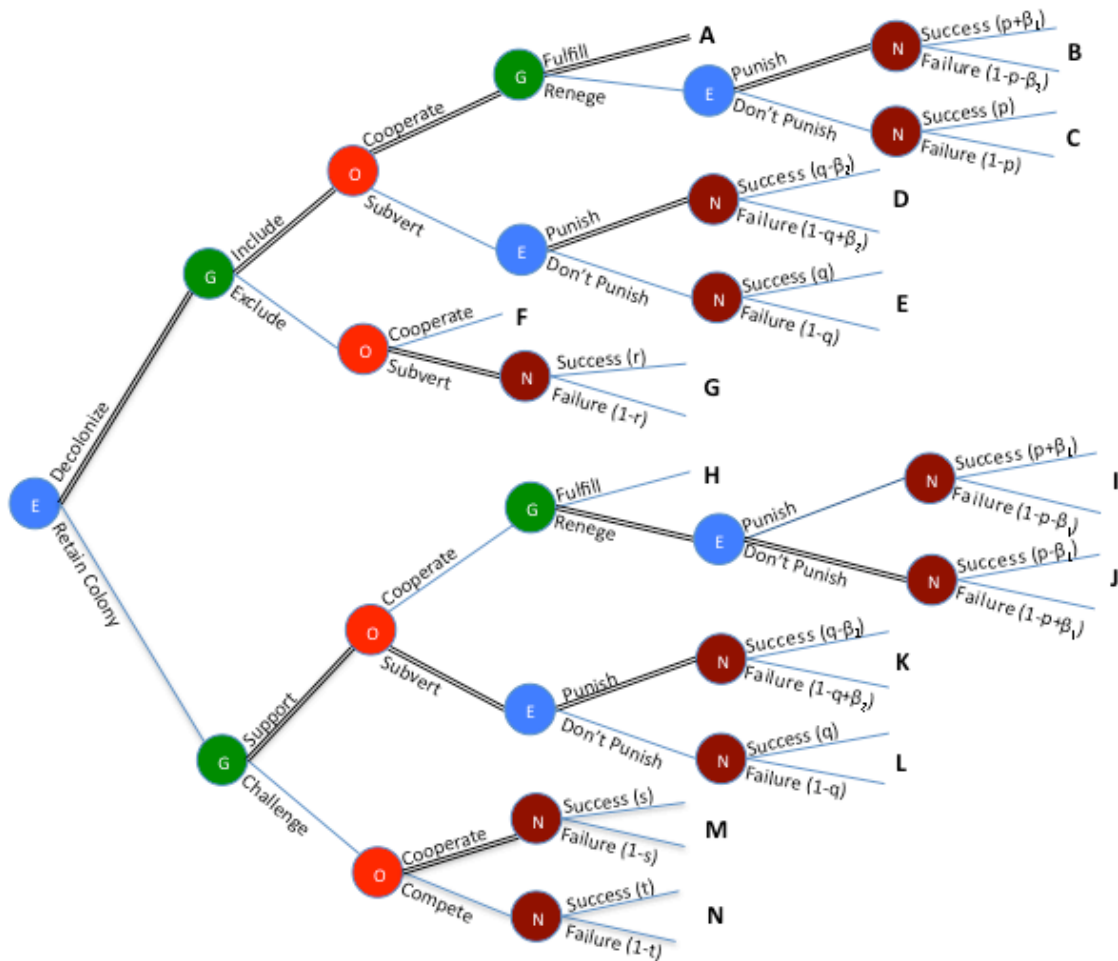 A
Fulfill
G
Renege
Punish
E
Don't Punish
N
Success (p+β1)
Failure (1-p-β2)
B
N
Success (p)
Failure (1-p)
C
Cooperate
O
Subvert
Punish
E
Don't Punish
N
Success (q-β2)
Failure (1-q+β2)
D
N
Success (q)
Failure (1-q)
E
Include
G
Exclude
Cooperate
F
O
Subvert
N
Success (r)
Failure (1-r)
G
Decolonize
E
Retain Colony
H
Fulfill
G
Renege
Punish
E
Don't Punish
N
Success (p+β1)
Failure (1-p-β1)
I
N
Success (p-β1)
Failure (1-p+β1)
J
Cooperate
O
Subvert
Punish
E
Don't Punish
N
Success (q-β2)
Failure (1-q+β2)
K
N
Success (q)
Failure (1-q)
L
Support
G
Challenge
Cooperate
O
Compete
N
Success (s)
Failure (1-s)
M
N
Success (t)
Failure (1-t)
N